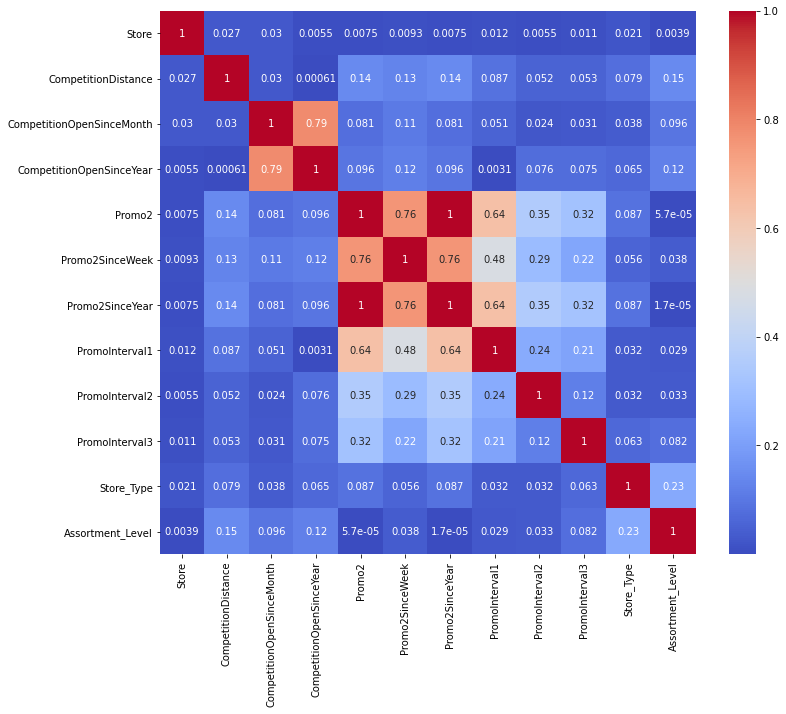 Store 1 0.027 0.03 0.0055 0.0075 0.0093 0.0075 0.012 0.0055 0.011 0.021 0.0039
CompetitionDistance 0.027 1 0.03 0.00061 0.14 0.13 0.14 0.087 0.052 0.053 0.079 0.15
CompetitionOpenSinceMonth 0.03 0.03 1 0.79 0.081 0.11 0.081 0.051 0.024 0.031 0.038 0.096
CompetitionOpenSinceYear 0.0055 0.00061 0.79 1 0.096 0.12 0.096 0.0031 0.076 0.075 0.065 0.12
Promo2 0.0075 0.14 0.081 0.096 1 0.76 1 0.64 0.35 0.32 0.087 5.7e-05
Promo2SinceWeek 0.0093 0.13 0.11 0.12 0.76 1 0.76 0.48 0.29 0.22 0.056 0.038
Promo2SinceYear 0.0075 0.14 0.081 0.096 1 0.76 1 0.64 0.35 0.32 0.087 1.7e-05
PromoInterval1 0.012 0.087 0.051 0.0031 0.64 0.48 0.64 1 0.24 0.21 0.032 0.029
PromoInterval2 0.0055 0.052 0.024 0.076 0.35 0.29 0.35 0.24 1 0.12 0.032 0.033
PromoInterval3 0.011 0.053 0.031 0.075 0.32 0.22 0.32 0.21 0.12 1 0.063 0.082
Store_Type 0.021 0.079 0.038 0.065 0.087 0.056 0.087 0.032 0.032 0.063 1 0.23
Assortment_Level 0.0039 0.15 0.096 0.12 5.7e-05 0.038 1.7e-05 0.029 0.033 0.082 0.23 1
Store
CompetitionDistance
CompetitionOpenSinceMonth
CompetitionOpenSinceYear
Promo2
Promo2SinceWeek
Promo2SinceYear
PromoInterval1
PromoInterval2
PromoInterval3
Store_Type
Assortment_Level
1.0
0.8
0.6
0.4
0.2